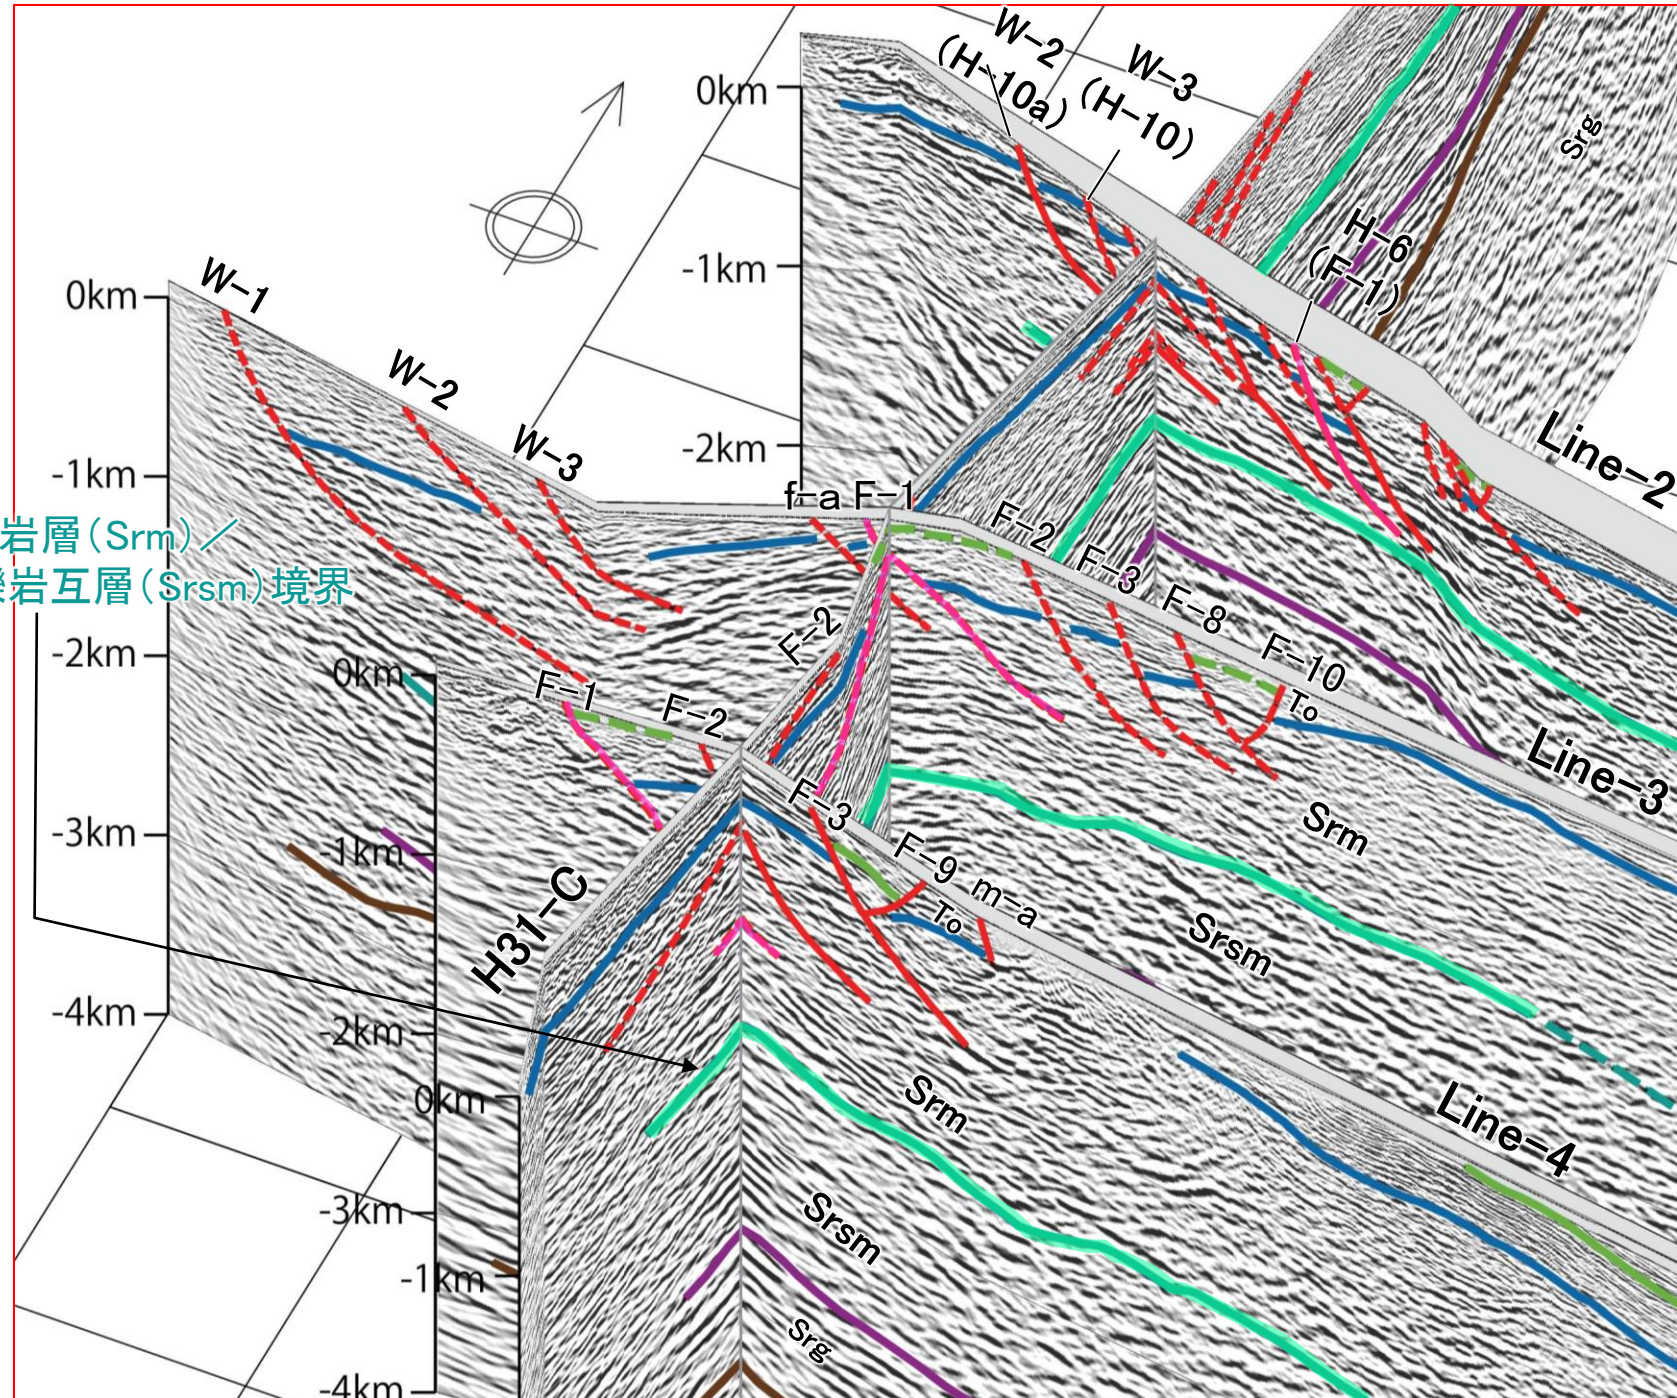 W-2
(H-10a)
W-3
(H-10)
0km
-1km
-2km
Srg
H-6
(F-1)
Line-2
0km
W-1
W-2
W-3
-1km
-2km
-3km
-4km
岩層(Srm)/
岩互層(Srsm)境界
f-a F-1
F-2
F-3
F-8
F-10
To
Line-3
F-2
0km
F-1
F-2
-1km
-2km
-3km
-4km
F-3
F-9
m-a
To
Srm
Srsm
H31-C
Line-4
0km
-1km
Srm
Srsm
Srg